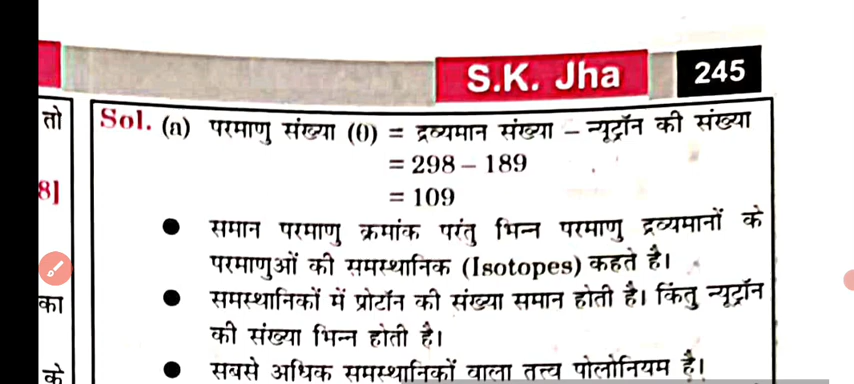 S.K. Jha 245
तो
Sol. (a) परमाणु संख्या (θ) = द्रव्यमान संख्या – न्यूट्रॉन की संख्या
= 298 – 189
8]
= 109
● समान परमाणु क्रमांक परंतु भिन्न परमाणु द्रव्यमानों के
परमाणुओं की समस्थानिक (Isotopes) कहते है।
का
● समस्थानिकों में प्रोटॉन की संख्या समान होती है। किंतु न्यूट्रॉन
की संख्या भिन्न होती है।
के
● सबसे अधिक समस्थानिकों वाला तत्त्व पोलोनियम है।